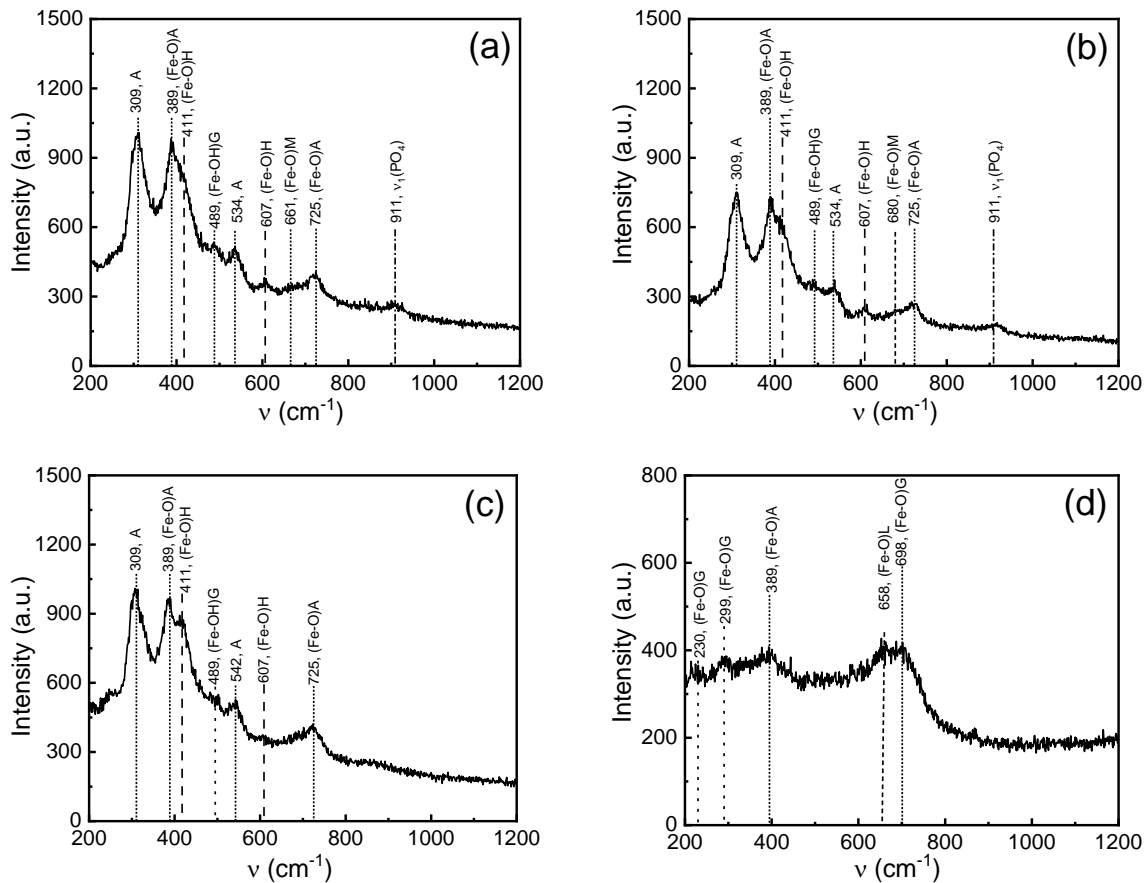 (a)
1500
1200
900
600
300
0
200 400 600 800 1000 1200
Intensity (a.u.)
ν (cm⁻¹)
309, A
389, (Fe-O)A
411, (Fe-O)H
489, (Fe-OH)G
534, A
607, (Fe-O)H
661, (Fe-O)M
725, (Fe-O)A
911, ν₁(PO₄)
(b)
1500
1200
900
600
300
0
200 400 600 800 1000 1200
Intensity (a.u.)
ν (cm⁻¹)
309, A
389, (Fe-O)A
411, (Fe-O)H
489, (Fe-OH)G
534, A
607, (Fe-O)H
680, (Fe-O)M
725, (Fe-O)A
911, ν₁(PO₄)
(c)
1500
1200
900
600
300
0
200 400 600 800 1000 1200
Intensity (a.u.)
ν (cm⁻¹)
309, A
389, (Fe-O)A
411, (Fe-O)H
489, (Fe-OH)G
542, A
607, (Fe-O)H
725, (Fe-O)A
(d)
800
600
400
200
0
200 400 600 800 1000 1200
Intensity (a.u.)
ν (cm⁻¹)
230, (Fe-O)G
299, (Fe-O)G
389, (Fe-O)A
658, (Fe-O)L
698, (Fe-O)G